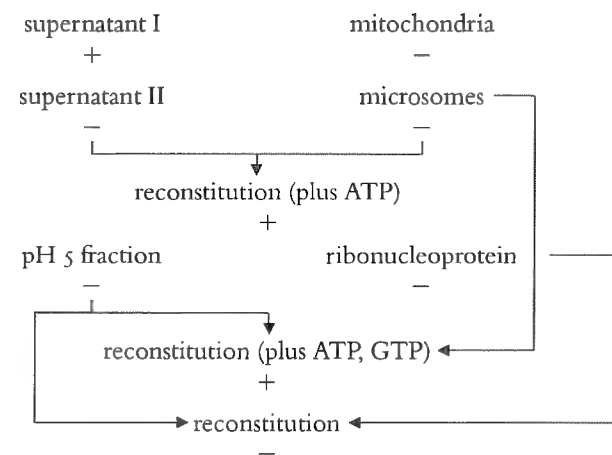 supernatant I mitochondria
+ −
supernatant II microsomes
− −
reconstitution (plus ATP)
+
pH 5 fraction ribonucleoprotein
− −
reconstitution (plus ATP, GTP)
+
reconstitution
−